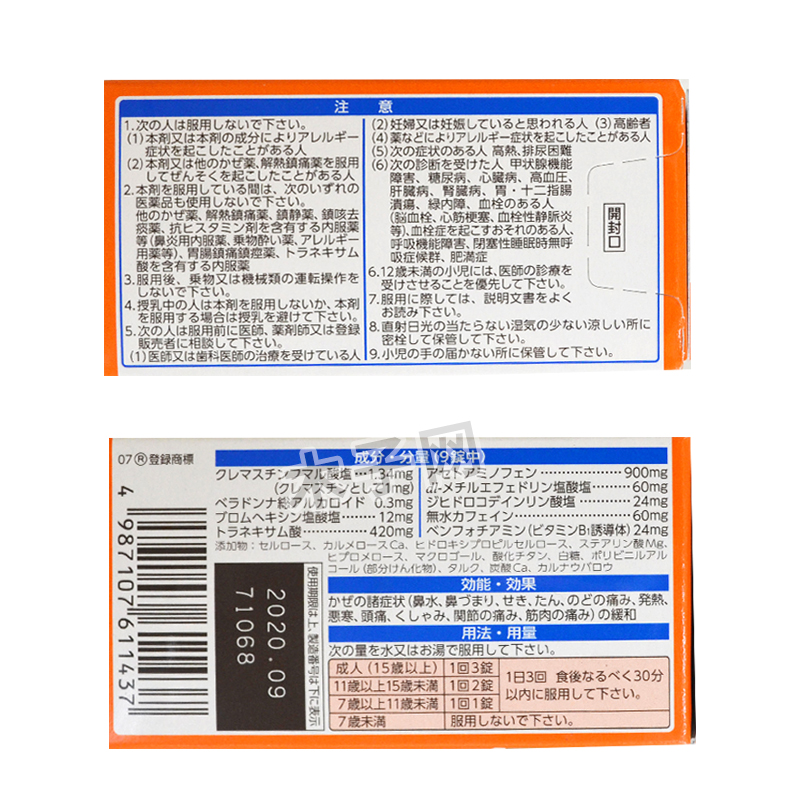 注 意
1.次の人は服用しないで下さい。
(1)本剤又は本剤の成分によりアレルギー
症状を起こしたことがある人
(2)本剤又は他のかぜ薬、解熱鎮痛薬を服用
してぜんそくを起こしたことがある人
2.本剤を服用している間は、次のいずれの
医薬品も使用しないで下さい。
他のかぜ薬、解熱鎮痛薬、鎮静薬、鎮咳去
痰薬、抗ヒスタミン剤を含有する内服薬
等(鼻炎用内服薬、乗物酔い薬、アレルギー
用薬等)、胃腸鎮痛鎮痙薬、トラネキサム
酸を含有する内服薬
3.服用後、乗物又は機械類の運転操作を
しないで下さい。
4.授乳中の人は本剤を服用しないか、本剤
を服用する場合は授乳を避けて下さい。
5.次の人は服用前に医師、薬剤師又は登録
販売者に相談して下さい。
(1)医師又は歯科医師の治療を受けている人
(2)妊婦又は妊娠していると思われる人 (3)高齢者
(4)薬などによりアレルギー症状を起こしたことがある人
(5)次の症状のある人 高熱、排尿困難
(6)次の診断を受けた人 甲状腺機能
障害、糖尿病、心臓病、高血圧、
肝臓病、腎臓病、胃・十二指腸
潰瘍、緑内障、血栓のある人
(脳血栓、心筋梗塞、血栓性静脈炎
等)、血栓症を起こすおそれのある人、
呼吸機能障害、閉塞性睡眠時無呼
吸症候群、肥満症
6.12歳未満の小児には、医師の診療を
受けさせることを優先して下さい。
7.服用に際しては、説明文書をよく
お読み下さい。
8.直射日光の当たらない湿気の少ない涼しい所に
密栓して保管して下さい。
9.小児の手の届かない所に保管して下さい。
開封口
07®登録商標
4987107611437
成分・分量(9錠中)
クレマスチンフマル酸塩…1.34mg
(クレマスチンとして1mg)
ベラドンナ総アルカロイド 0.3mg
ブロムヘキシン塩酸塩……12mg
トラネキサム酸……420mg
アセトアミノフェン……900mg
dl-メチルエフェドリン塩酸塩……60mg
ジヒドロコデインリン酸塩……24mg
無水カフェイン……60mg
ベンフォチアミン(ビタミンB₁誘導体)24mg
添加物:セルロース、カルメロースCa、ヒドロキシプロピルセルロース、ステアリン酸Mg、
ヒプロメロース、マクロゴール、酸化チタン、白糖、ポリビニルアル
コール(部分けん化物)、タルク、炭酸Ca、カルナウバロウ
木子网
2020.09
71068
使用期限は上、製造番号は下に表示
効能・効果
かぜの諸症状(鼻水、鼻づまり、せき、たん、のどの痛み、発熱、
悪寒、頭痛、くしゃみ、関節の痛み、筋肉の痛み)の緩和
用法・用量
次の量を水又はお湯で服用して下さい。
成人(15歳以上) 1回3錠
11歳以上15歳未満 1回2錠
7歳以上11歳未満 1回1錠
1日3回 食後なるべく30分
以内に服用して下さい。
7歳未満 服用しないで下さい。